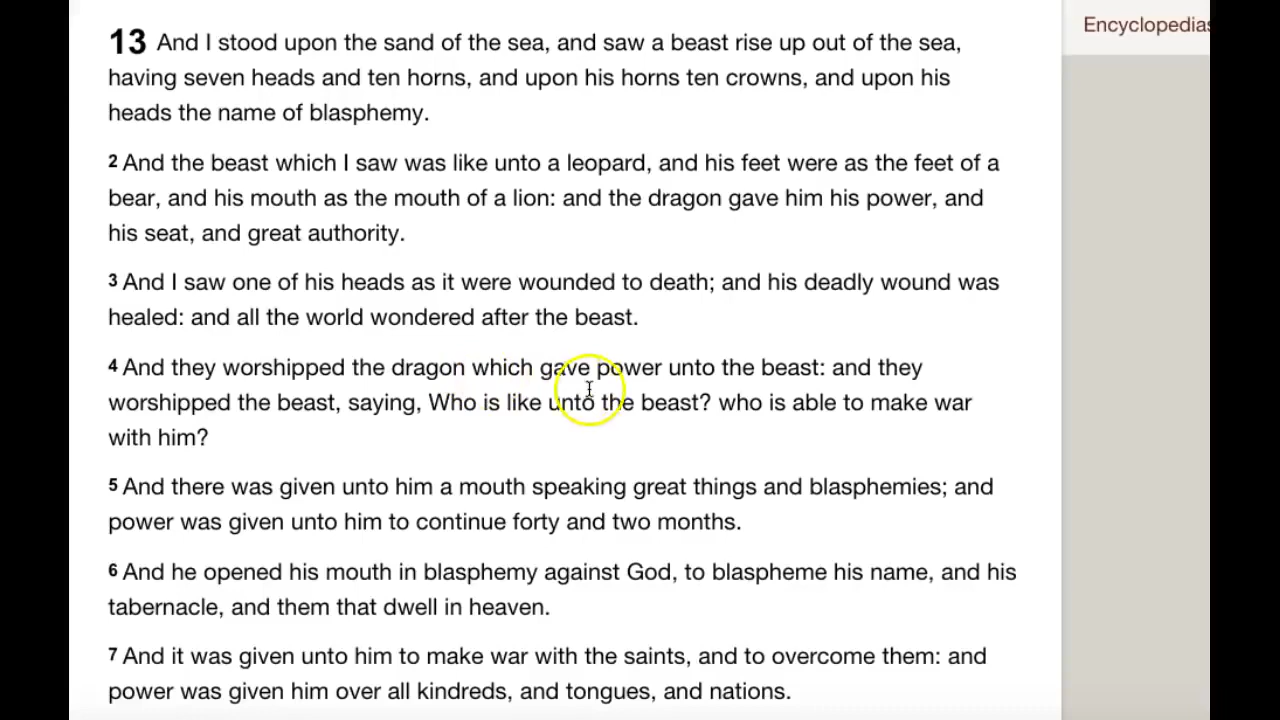 Encyclopedias
13 And I stood upon the sand of the sea, and saw a beast rise up out of the sea,
having seven heads and ten horns, and upon his horns ten crowns, and upon his
heads the name of blasphemy.
2 And the beast which I saw was like unto a leopard, and his feet were as the feet of a
bear, and his mouth as the mouth of a lion: and the dragon gave him his power, and
his seat, and great authority.
3 And I saw one of his heads as it were wounded to death; and his deadly wound was
healed: and all the world wondered after the beast.
4 And they worshipped the dragon which gave power unto the beast: and they
worshipped the beast, saying, Who is like unto the beast? who is able to make war
with him?
5 And there was given unto him a mouth speaking great things and blasphemies; and
power was given unto him to continue forty and two months.
6 And he opened his mouth in blasphemy against God, to blaspheme his name, and his
tabernacle, and them that dwell in heaven.
7 And it was given unto him to make war with the saints, and to overcome them: and
power was given him over all kindreds, and tongues, and nations.